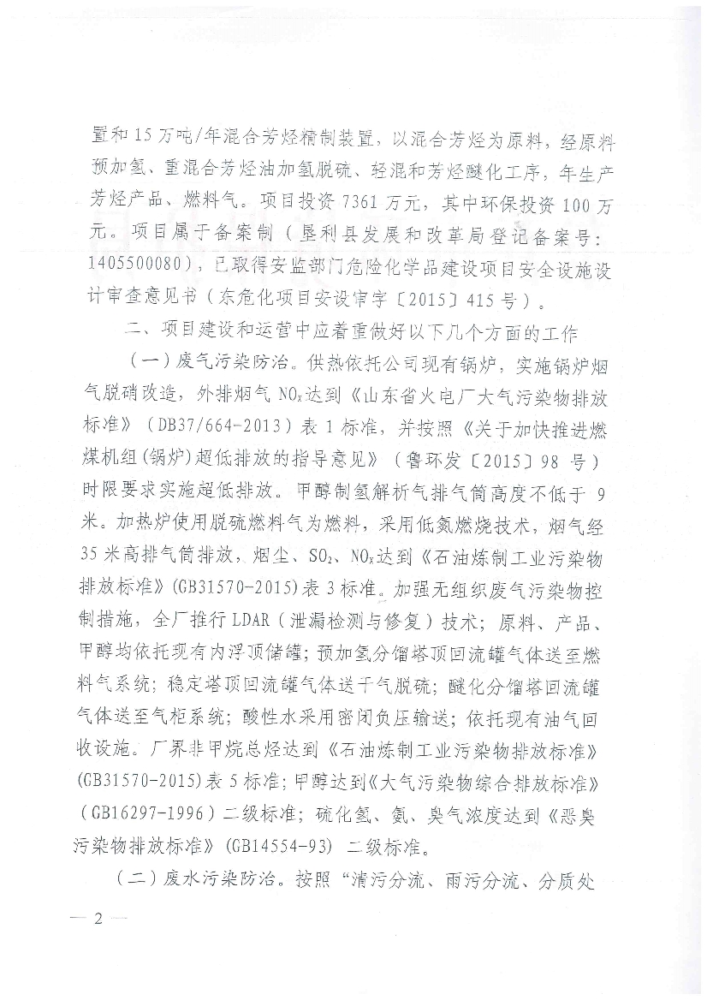 置和 15 万吨/年混合芳烃精制装置，以混合芳烃为原料，经原料
预加氢、重混合芳烃油加氢脱硫、轻混和芳烃醚化工序，年生产
芳烃产品、燃料气。项目投资 7361 万元，其中环保投资 100 万
元。项目属于备案制（垦利县发展和改革局登记备案号：
1405500080），已取得安监部门危险化学品建设项目安全设施设
计审查意见书（东危化项目安设审字〔2015〕415 号）。
二、项目建设和运营中应着重做好以下几个方面的工作
（一）废气污染防治。供热依托公司现有锅炉，实施锅炉烟
气脱硝改造，外排烟气 NOx达到《山东省火电厂大气污染物排放
标准》（DB37/664-2013）表 1 标准，并按照《关于加快推进燃
煤机组(锅炉)超低排放的指导意见》（鲁环发〔2015〕98 号）
时限要求实施超低排放。甲醇制氢解析气排气筒高度不低于 9
米。加热炉使用脱硫燃料气为燃料，采用低氮燃烧技术，烟气经
35 米高排气筒排放，烟尘、SO₂、NOx达到《石油炼制工业污染物
排放标准》(GB31570-2015)表 3 标准。加强无组织废气污染物控
制措施，全厂推行 LDAR（泄漏检测与修复）技术；原料、产品、
甲醇均依托现有内浮顶储罐；预加氢分馏塔顶回流罐气体送至燃
料气系统；稳定塔顶回流罐气体送干气脱硫；醚化分馏塔回流罐
气体送至气柜系统；酸性水采用密闭负压输送；依托现有油气回
收设施。厂界非甲烷总烃达到《石油炼制工业污染物排放标准》
(GB31570-2015)表 5 标准；甲醇达到《大气污染物综合排放标准》
（GB16297-1996）二级标准；硫化氢、氨、臭气浓度达到《恶臭
污染物排放标准》(GB14554-93) 二级标准。
（二）废水污染防治。按照“清污分流、雨污分流、分质处
— 2 —